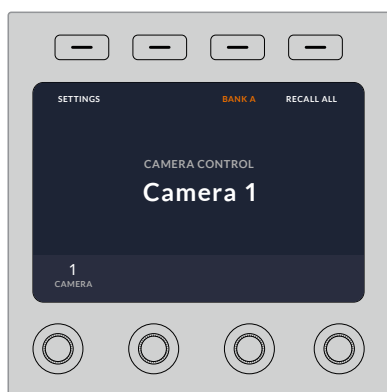 SETTINGS BANK A RECALL ALL
CAMERA CONTROL
Camera 1
1
CAMERA